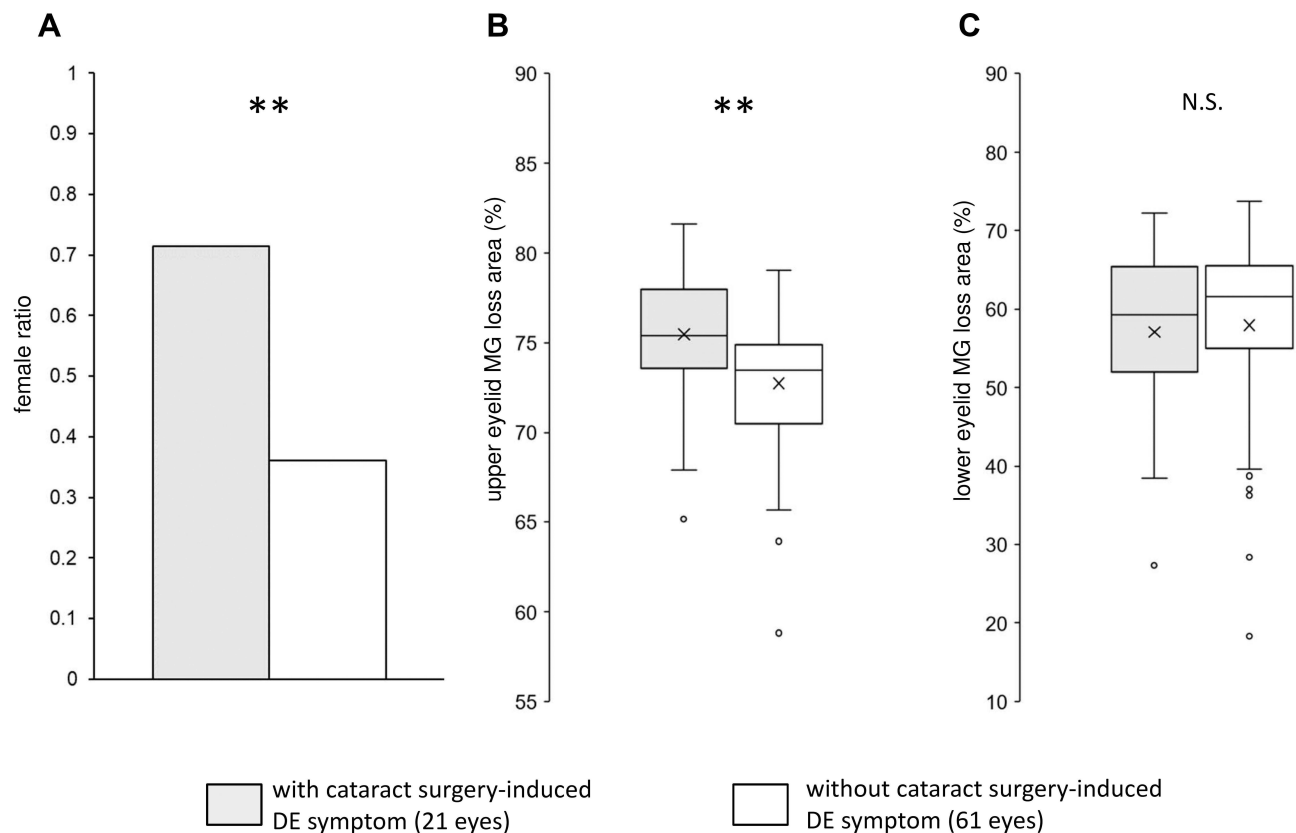 A
B
C
1
0.9
0.8
0.7
0.6
0.5
0.4
0.3
0.2
0.1
0
female ratio
**
90
85
80
75
70
65
60
55
upper eyelid MG loss area (%)
**
90
80
70
60
50
40
30
20
10
lower eyelid MG loss area (%)
N.S.
with cataract surgery-induced
DE symptom (21 eyes)
without cataract surgery-induced
DE symptom (61 eyes)